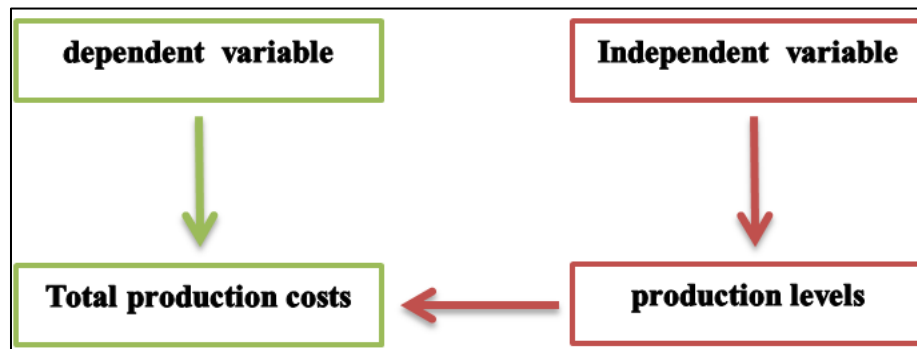 dependent variable
Independent variable
Total production costs
production levels